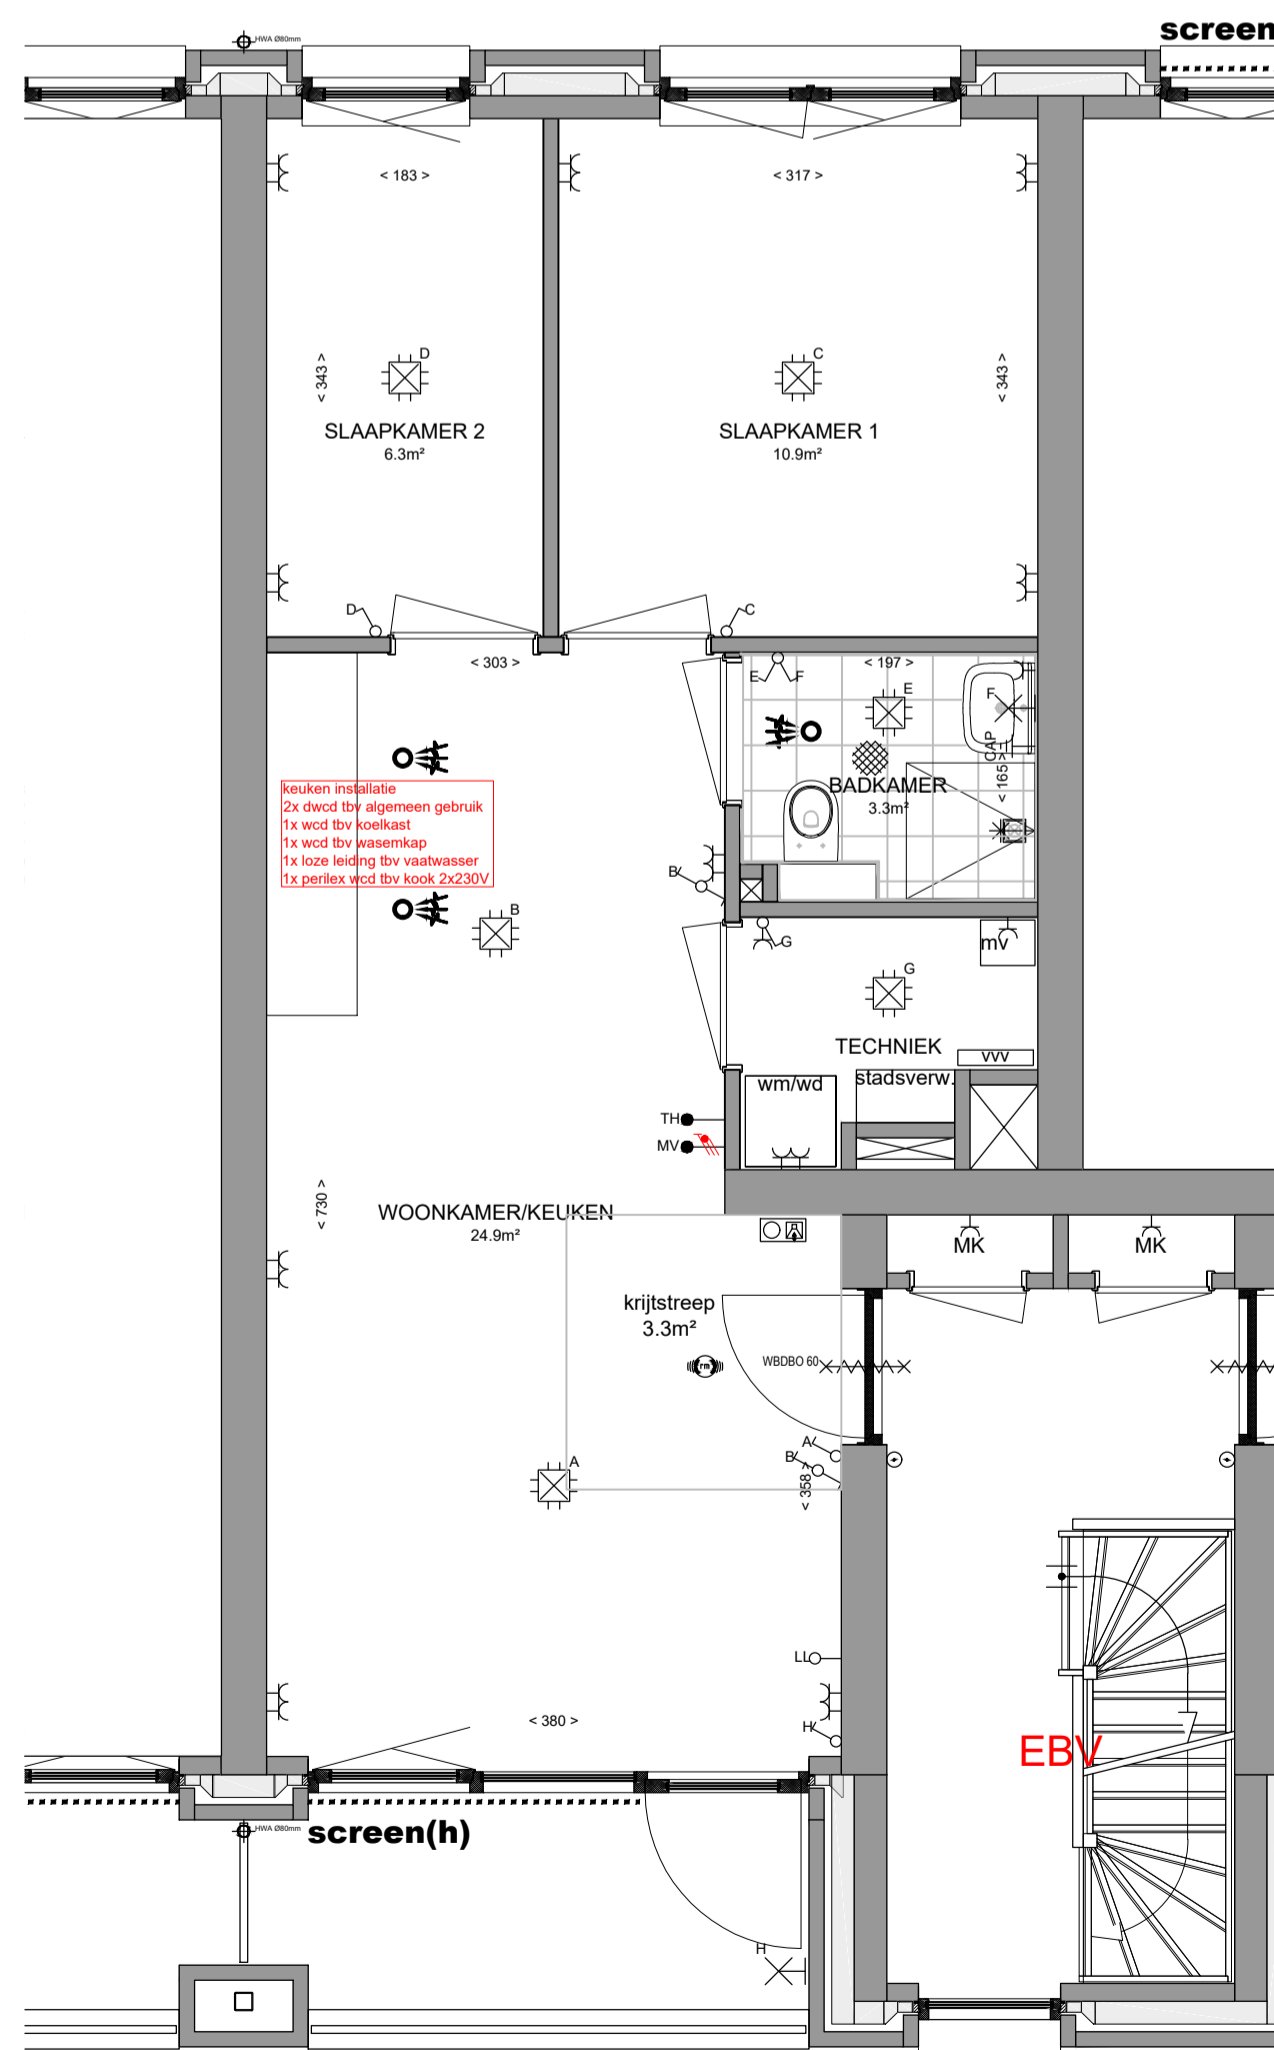 screen
HWA Ø80mm
< 183 >
< 317 >
D
C
< 343 >
< 343 >
SLAAPKAMER 2
6.3m²
SLAAPKAMER 1
10.9m²
D
C
< 303 >
< 197 >
E
F
E
F
CAP
< 165 >
BADKAMER
3.3m²
keuken installatie
2x dwcd tbv algemeen gebruik
1x wcd tbv koelkast
1x wcd tbv wasemkap
1x loze leiding tbv vaatwasser
1x perilex wcd tbv kook 2x230V
B
B
G
mv
G
TECHNIEK
vvv
wm/wd
stadsverw.
TH
MV
< 730 >
WOONKAMER/KEUKEN
24.9m²
MK
MK
krijtstreep
3.3m²
rm
WBDBO 60
A
B
< 358 >
A
LL
H
< 380 >
EBV
HWA Ø80mm
screen(h)
H